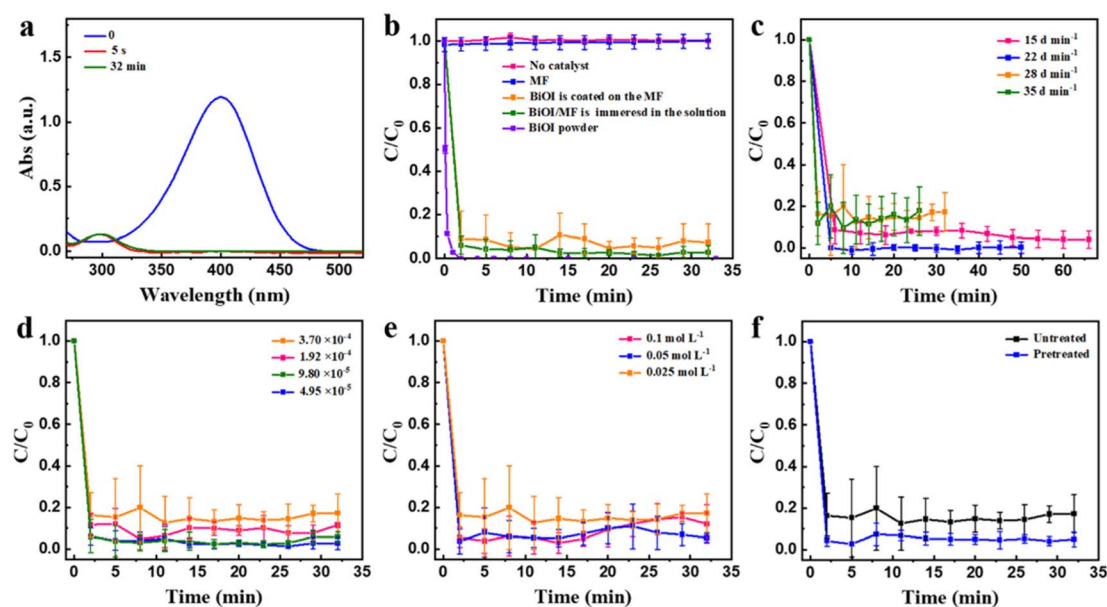 a
0
5 s
32 min
1.5
1.0
0.5
0.0
Abs (a.u.)
300 350 400 450 500
Wavelength (nm)
b
1.0
0.8
0.6
0.4
0.2
0.0
C/C₀
No catalyst
MF
BiOI is coated on the MF
BiOI/MF is immeresd in the solution
BiOI powder
0 5 10 15 20 25 30 35
Time (min)
c
15 d min⁻¹
22 d min⁻¹
28 d min⁻¹
35 d min⁻¹
1.0
0.8
0.6
0.4
0.2
0.0
C/C₀
0 10 20 30 40 50 60
Time (min)
d
3.70 ×10⁻⁴
1.92 ×10⁻⁴
9.80 ×10⁻⁵
4.95 ×10⁻⁵
1.0
0.8
0.6
0.4
0.2
0.0
C/C₀
0 5 10 15 20 25 30 35
Time (min)
e
0.1 mol L⁻¹
0.05 mol L⁻¹
0.025 mol L⁻¹
1.0
0.8
0.6
0.4
0.2
0.0
C/C₀
0 5 10 15 20 25 30 35
Time (min)
f
Untreated
Pretreated
1.0
0.8
0.6
0.4
0.2
0.0
C/C₀
0 5 10 15 20 25 30 35
Time (min)